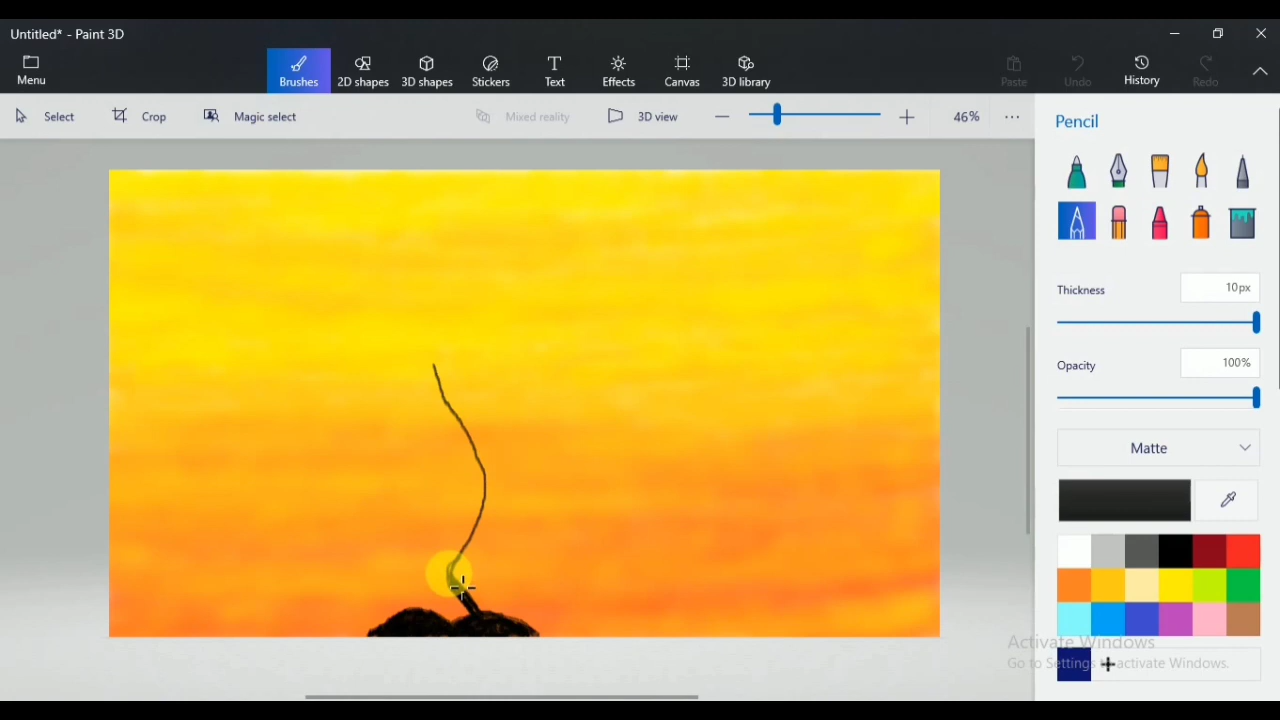 Untitled* - Paint 3D
Menu
Brushes
2D shapes
3D shapes
Stickers
Text
Effects
Canvas
3D library
Paste
Undo
History
Redo
Select
Crop
Magic select
Mixed reality
3D view
46%
Pencil
Thickness
10px
Opacity
100%
Matte
Activate Windows
Go to Settings to activate Windows.